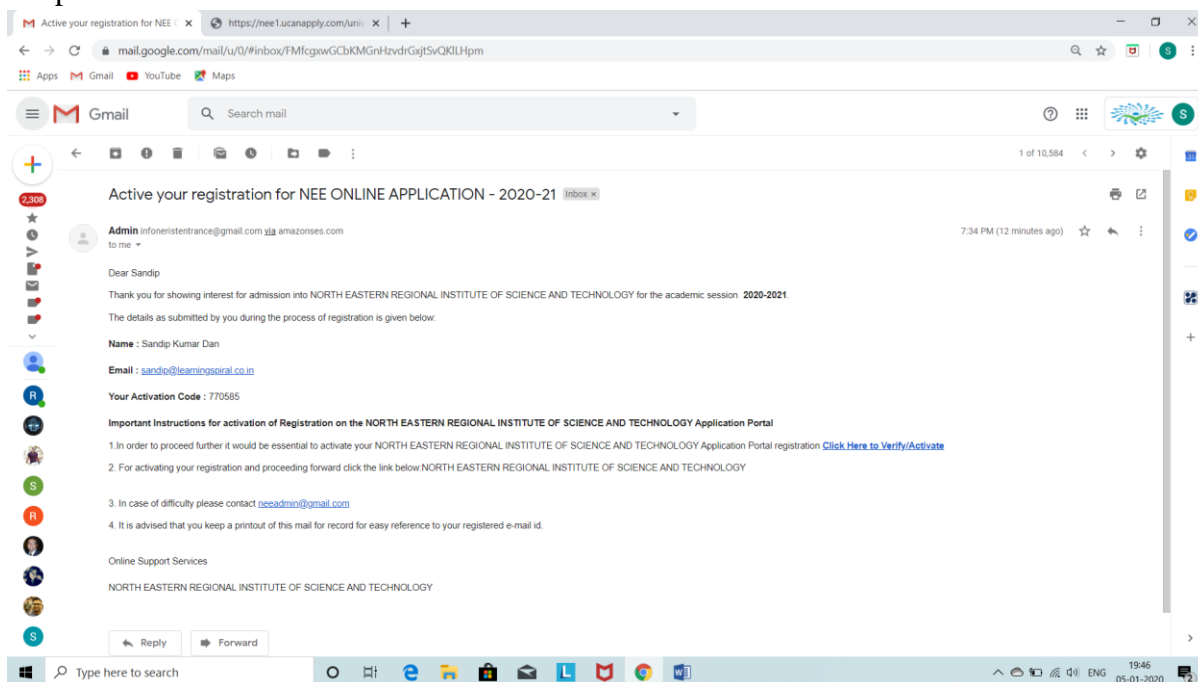 Active your registration for NEE
https://nee1.ucanapply.com/univ
mail.google.com/mail/u/0/#inbox/FMfcgxwGCbKMGnHzvdrGxjtSvQKlLHpm
S
Apps Gmail YouTube Maps
Gmail
Search mail
S
1 of 10,584
2,308
Active your registration for NEE ONLINE APPLICATION - 2020-21 Inbox ×
Admin infoneristentrance@gmail.com via amazonses.com
7:34 PM (12 minutes ago)
to me
Dear Sandip
Thank you for showing interest for admission into NORTH EASTERN REGIONAL INSTITUTE OF SCIENCE AND TECHNOLOGY for the academic session 2020-2021.
The details as submitted by you during the process of registration is given below:
Name : Sandip Kumar Dan
Email : sandip@learningspiral.co.in
Your Activation Code : 770585
Important Instructions for activation of Registration on the NORTH EASTERN REGIONAL INSTITUTE OF SCIENCE AND TECHNOLOGY Application Portal
1.In order to proceed further it would be essential to activate your NORTH EASTERN REGIONAL INSTITUTE OF SCIENCE AND TECHNOLOGY Application Portal registration Click Here to Verify/Activate
2. For activating your registration and proceeding forward click the link below:NORTH EASTERN REGIONAL INSTITUTE OF SCIENCE AND TECHNOLOGY
3. In case of difficulty please contact neeadmin@gmail.com
4. It is advised that you keep a printout of this mail for record for easy reference to your registered e-mail id.
Online Support Services
NORTH EASTERN REGIONAL INSTITUTE OF SCIENCE AND TECHNOLOGY
Reply Forward
R
S
R
S
Type here to search
L
W
ENG
19:46
05-01-2020
2